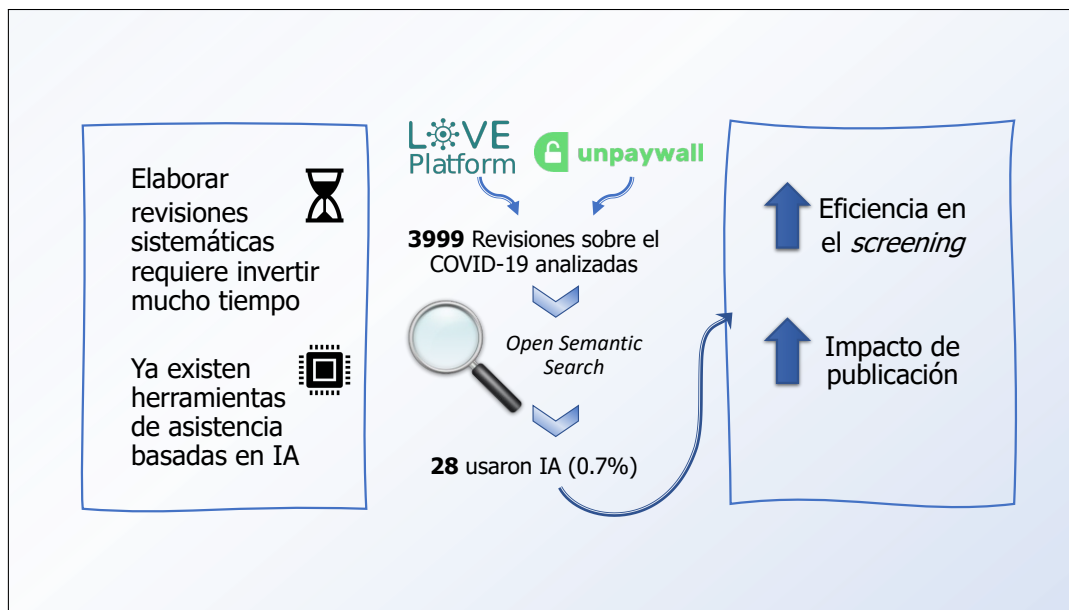 Elaborar
revisiones
sistemáticas
requiere invertir
mucho tiempo
Ya existen
herramientas
de asistencia
basadas en IA
L·VE
Platform
unpaywall
3999 Revisiones sobre el
COVID-19 analizadas
Open Semantic
Search
28 usaron IA (0.7%)
Eficiencia en
el screening
Impacto de
publicación